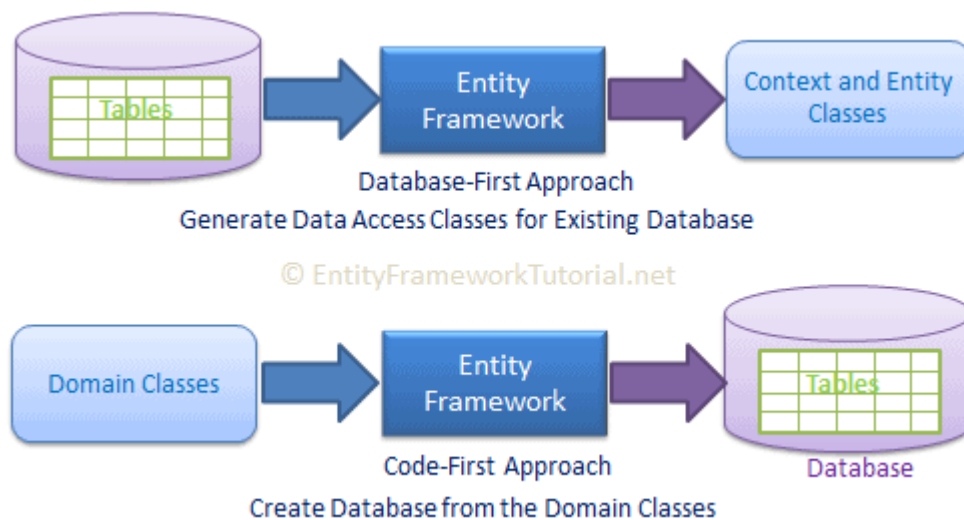 Tables
Entity
Framework
Context and Entity
Classes
Database-First Approach
Generate Data Access Classes for Existing Database
© EntityFrameworkTutorial.net
Domain Classes
Entity
Framework
Tables
Code-First Approach
Database
Create Database from the Domain Classes